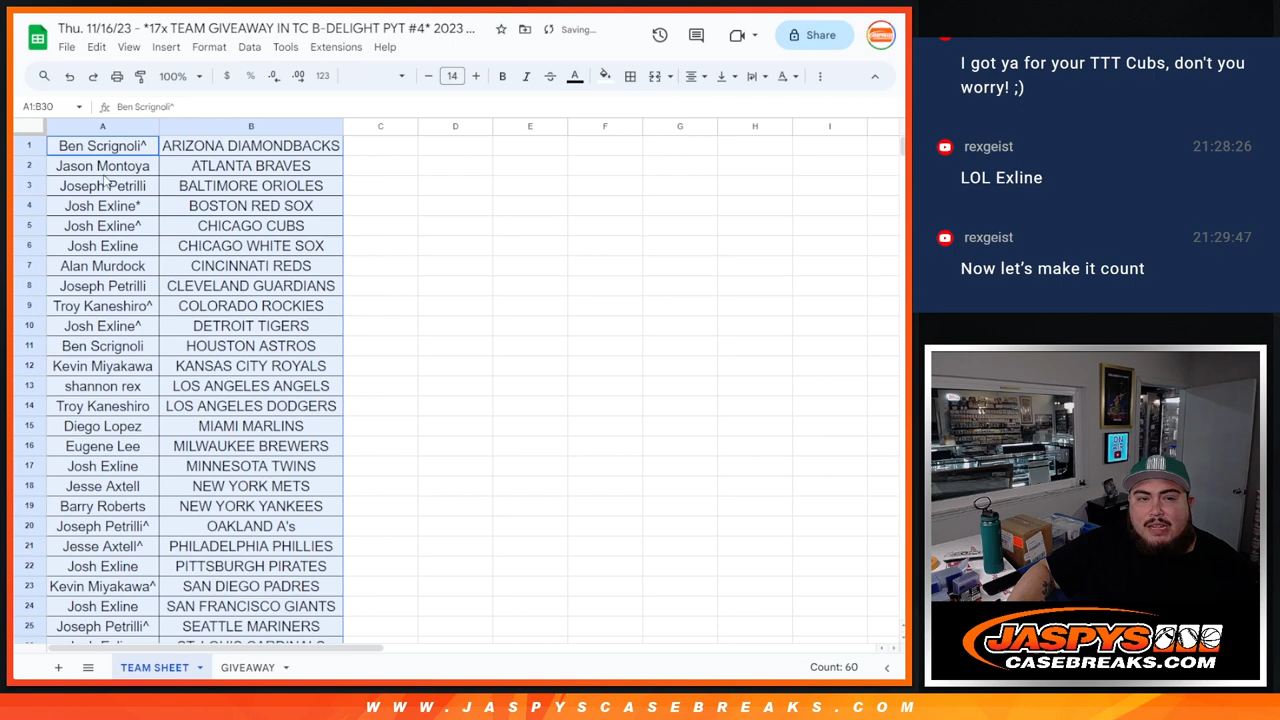 Thu. 11/16/23 - *17x TEAM GIVEAWAY IN TC B-DELIGHT PYT #4* 2023 ...
Saving...
File Edit View Insert Format Data Tools Extensions Help
Share
100% $ % .0 .00 123 14 B I A
A1:B30 Ben Scrignoli^
A B C D E F G H I
1 Ben Scrignoli^ ARIZONA DIAMONDBACKS
2 Jason Montoya ATLANTA BRAVES
3 Joseph Petrilli BALTIMORE ORIOLES
4 Josh Exline* BOSTON RED SOX
5 Josh Exline^ CHICAGO CUBS
6 Josh Exline CHICAGO WHITE SOX
7 Alan Murdock CINCINNATI REDS
8 Joseph Petrilli CLEVELAND GUARDIANS
9 Troy Kaneshiro^ COLORADO ROCKIES
10 Josh Exline^ DETROIT TIGERS
11 Ben Scrignoli HOUSTON ASTROS
12 Kevin Miyakawa KANSAS CITY ROYALS
13 shannon rex LOS ANGELES ANGELS
14 Troy Kaneshiro LOS ANGELES DODGERS
15 Diego Lopez MIAMI MARLINS
16 Eugene Lee MILWAUKEE BREWERS
17 Josh Exline MINNESOTA TWINS
18 Jesse Axtell NEW YORK METS
19 Barry Roberts NEW YORK YANKEES
20 Joseph Petrilli^ OAKLAND A's
21 Jesse Axtell^ PHILADELPHIA PHILLIES
22 Josh Exline PITTSBURGH PIRATES
23 Kevin Miyakawa^ SAN DIEGO PADRES
24 Josh Exline SAN FRANCISCO GIANTS
25 Joseph Petrilli^ SEATTLE MARINERS
TEAM SHEET GIVEAWAY Count: 60
I got ya for your TTT Cubs, don't you
worry! ;)
rexgeist 21:28:26
LOL Exline
rexgeist 21:29:47
Now let's make it count
JASPYS
CASEBREAKS.COM
WWW.JASPYSCASEBREAKS.COM